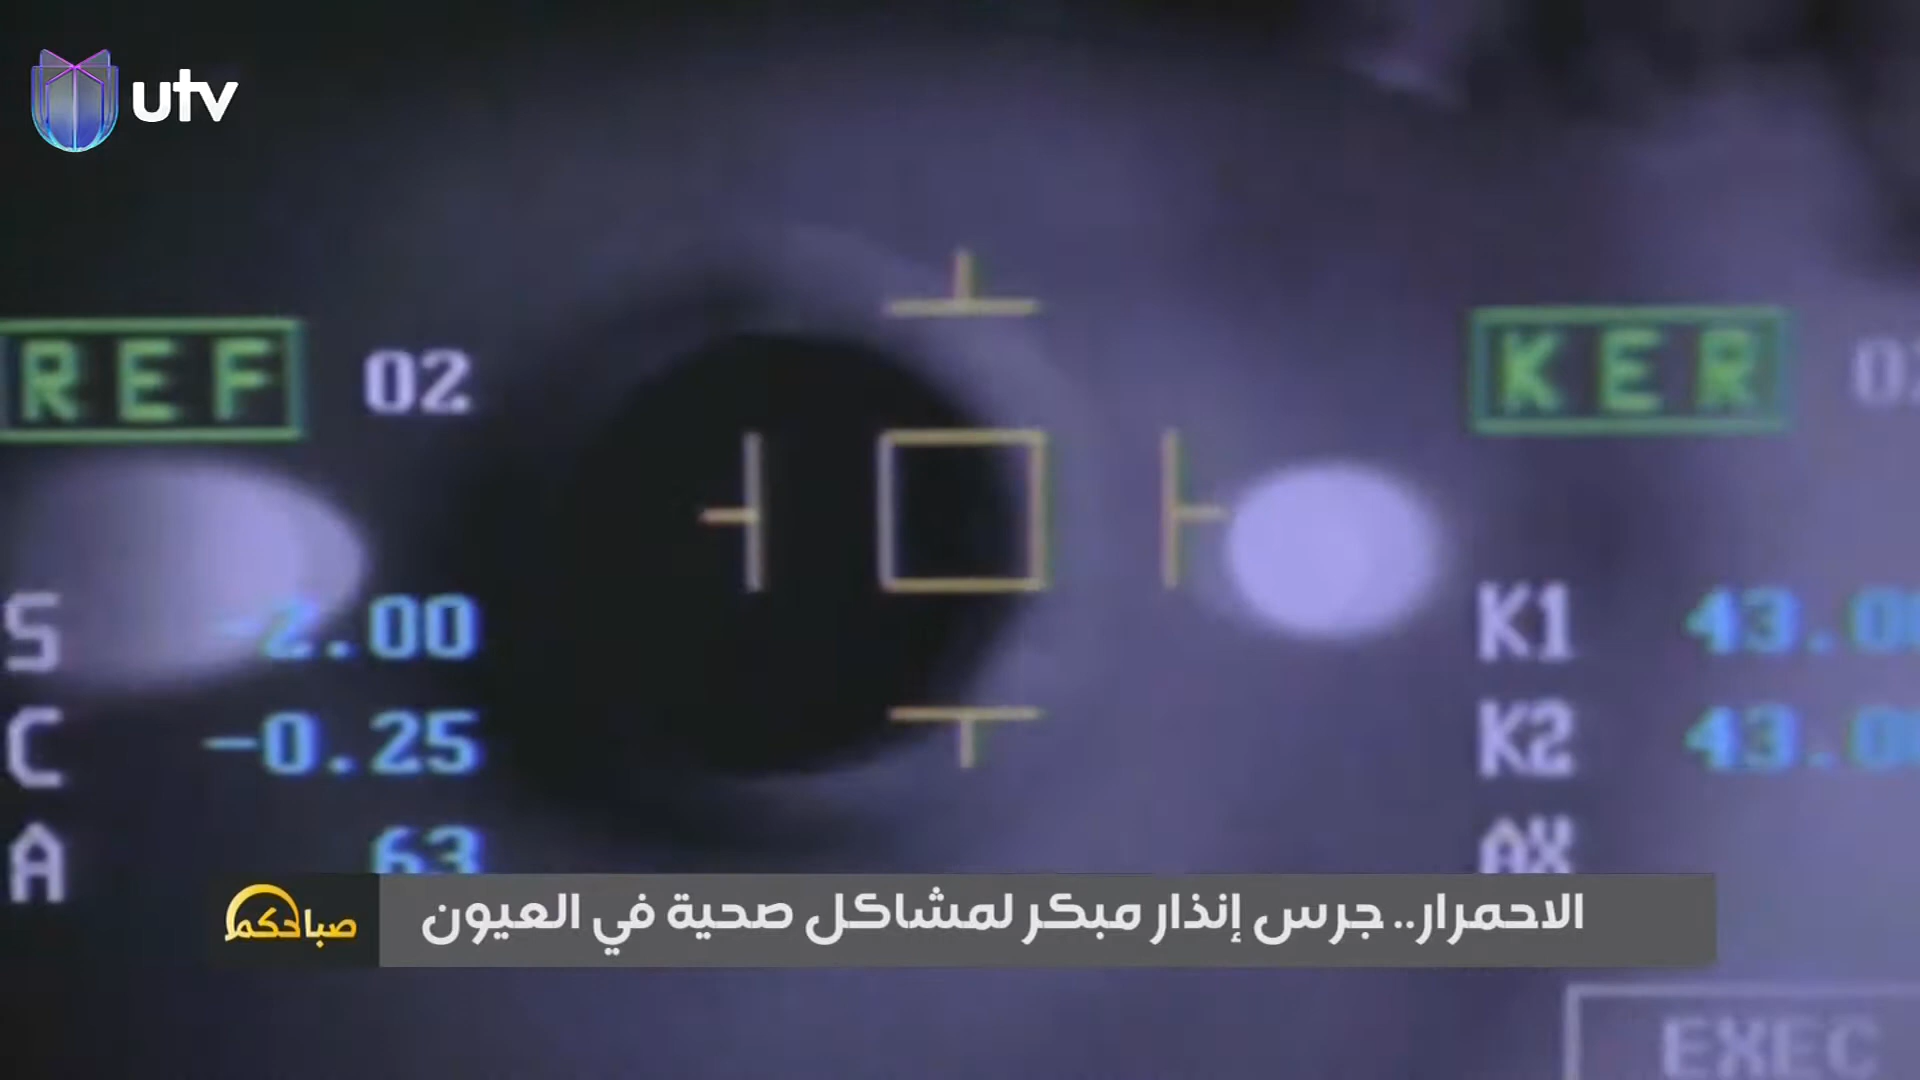 utv
REF 02
KER
S -2.00
K1
C -0.25
K2
A 63
AX
الاحمرار.. جرس إنذار مبكر لمشاكل صحية في العيون
صباحكم
EXEC